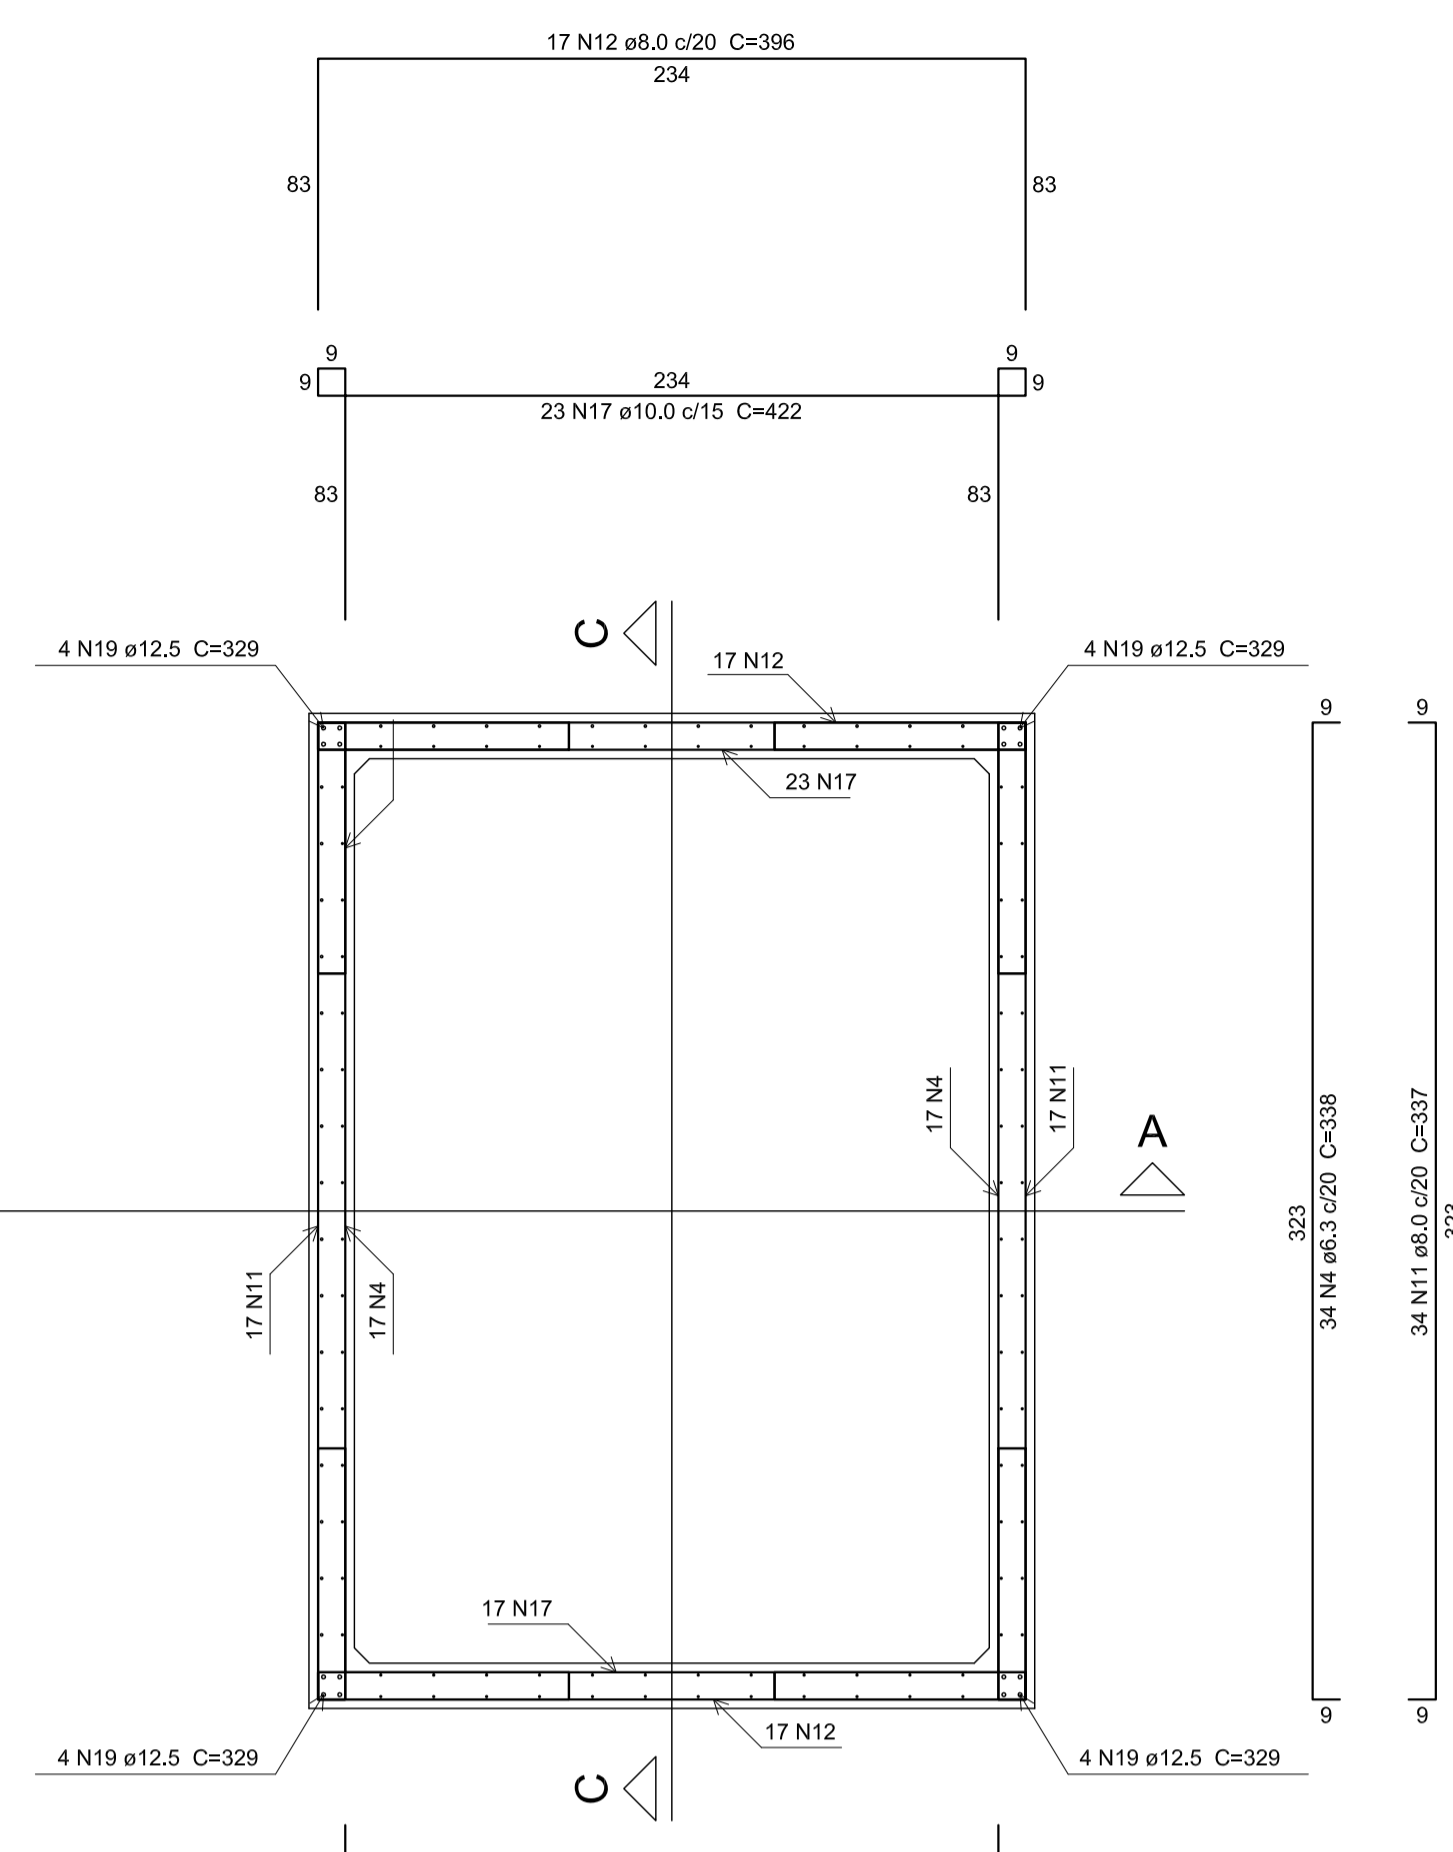 17 N12 ø8.0 c/20 C=396
234
83
83
9
9
9
234
9
23 N17 ø10.0 c/15 C=422
83
83
C
4 N19 ø12.5 C=329
17 N12
4 N19 ø12.5 C=329
9
9
23 N17
17 N4
17 N11
A
323
34 N4 ø6.3 c/20 C=338
34 N11 ø8.0 c/20 C=337
323
17 N11
17 N4
17 N17
17 N12
9
9
4 N19 ø12.5 C=329
C
4 N19 ø12.5 C=329